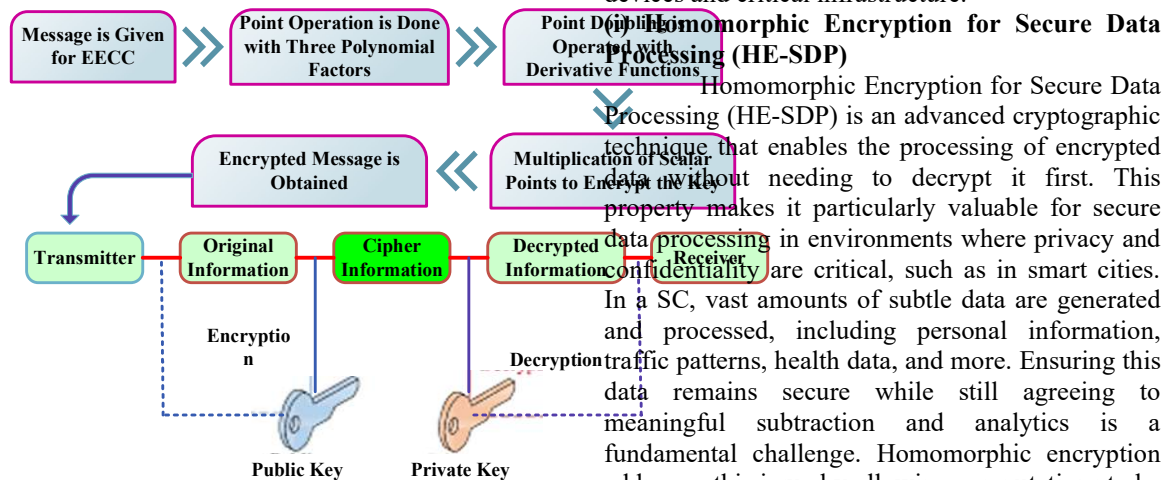 Message is Given
for EECC
Point Operation is Done
with Three Polynomial
Factors
Point Doubling is
Operated with
Derivative Functions
Encrypted Message is
Obtained
Multiplication of Scalar
Points to Encrypt the Key
Transmitter
Original
Information
Cipher
Information
Decrypted
Information
Receiver
Encryptio
n
Decryption
Public Key
Private Key
devices and critical infrastructure.
(i) Homomorphic Encryption for Secure Data
Processing (HE-SDP)
Homomorphic Encryption for Secure Data
Processing (HE-SDP) is an advanced cryptographic
technique that enables the processing of encrypted
data without needing to decrypt it first. This
property makes it particularly valuable for secure
data processing in environments where privacy and
confidentiality are critical, such as in smart cities.
In a SC, vast amounts of subtle data are generated
and processed, including personal information,
traffic patterns, health data, and more. Ensuring this
data remains secure while still agreeing to
meaningful subtraction and analytics is a
fundamental challenge. Homomorphic encryption